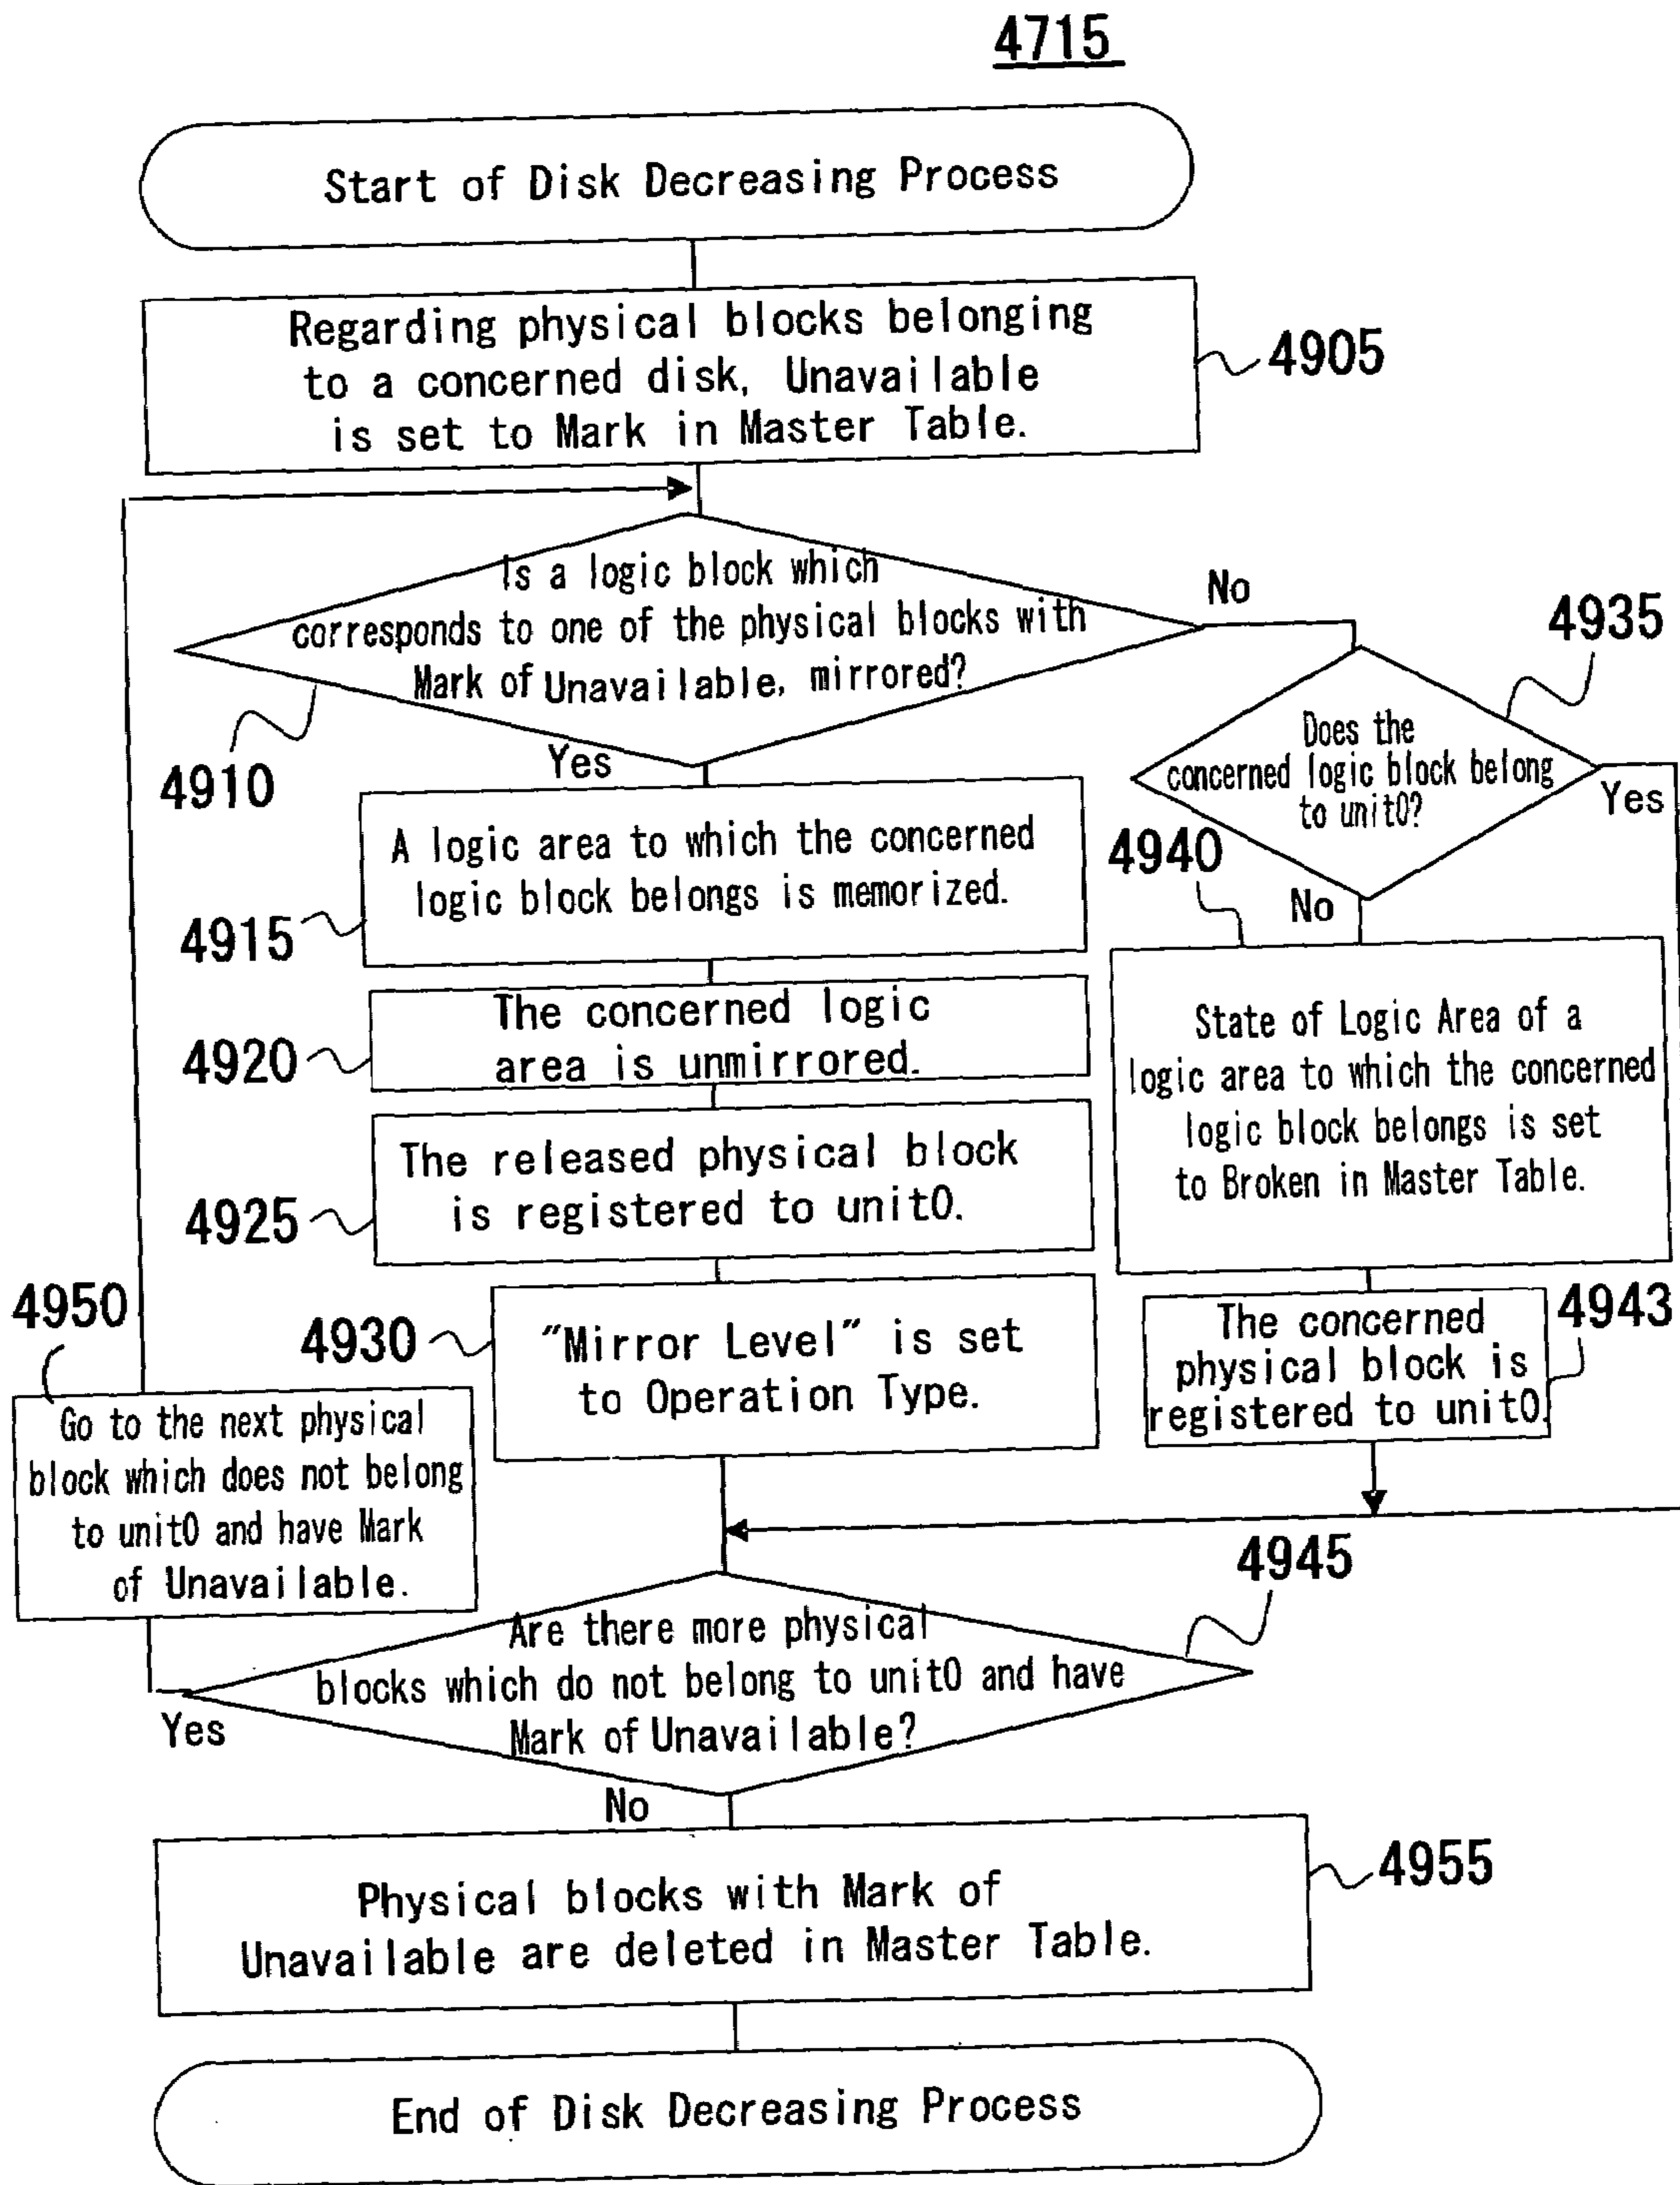 4715
Start of Disk Decreasing Process
Regarding physical blocks belonging
to a concerned disk, Unavailable
is set to Mark in Master Table.
4905
Is a logic block which
corresponds to one of the physical blocks with
Mark of Unavailable, mirrored?
4910
No
Yes
4935
Does the
concerned logic block belong
to unit0?
Yes
No
A logic area to which the concerned
logic block belongs is memorized.
4915
The concerned logic
area is unmirrored.
4920
The released physical block
is registered to unit0.
4925
"Mirror Level" is set
to Operation Type.
4930
4940
State of Logic Area of a
logic area to which the concerned
logic block belongs is set
to Broken in Master Table.
The concerned
physical block is
registered to unit0.
4943
4950
Go to the next physical
block which does not belong
to unit0 and have Mark
of Unavailable.
4945
Are there more physical
blocks which do not belong to unit0 and have
Mark of Unavailable?
Yes
No
Physical blocks with Mark of
Unavailable are deleted in Master Table.
4955
End of Disk Decreasing Process